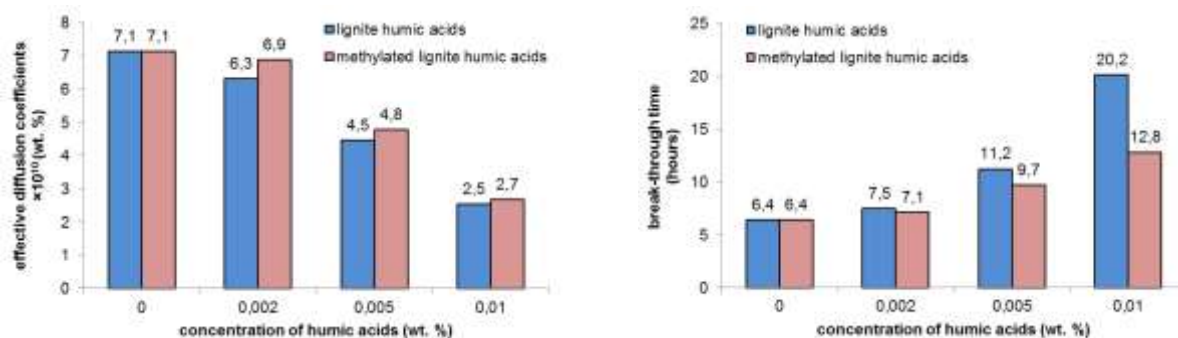 8
7
6
5
4
3
2
1
0
effective diffusion coefficients
×10¹⁰ (wt. %)
7,1 7,1
6,3 6,9
4,5 4,8
2,5 2,7
lignite humic acids
methylated lignite humic acids
0 0,002 0,005 0,01
concentration of humic acids (wt. %)
25
20
15
10
5
0
break-through time
(hours)
6,4 6,4
7,5 7,1
11,2 9,7
20,2 12,8
lignite humic acids
methylated lignite humic acids
0 0,002 0,005 0,01
concentration of humic acids (wt. %)